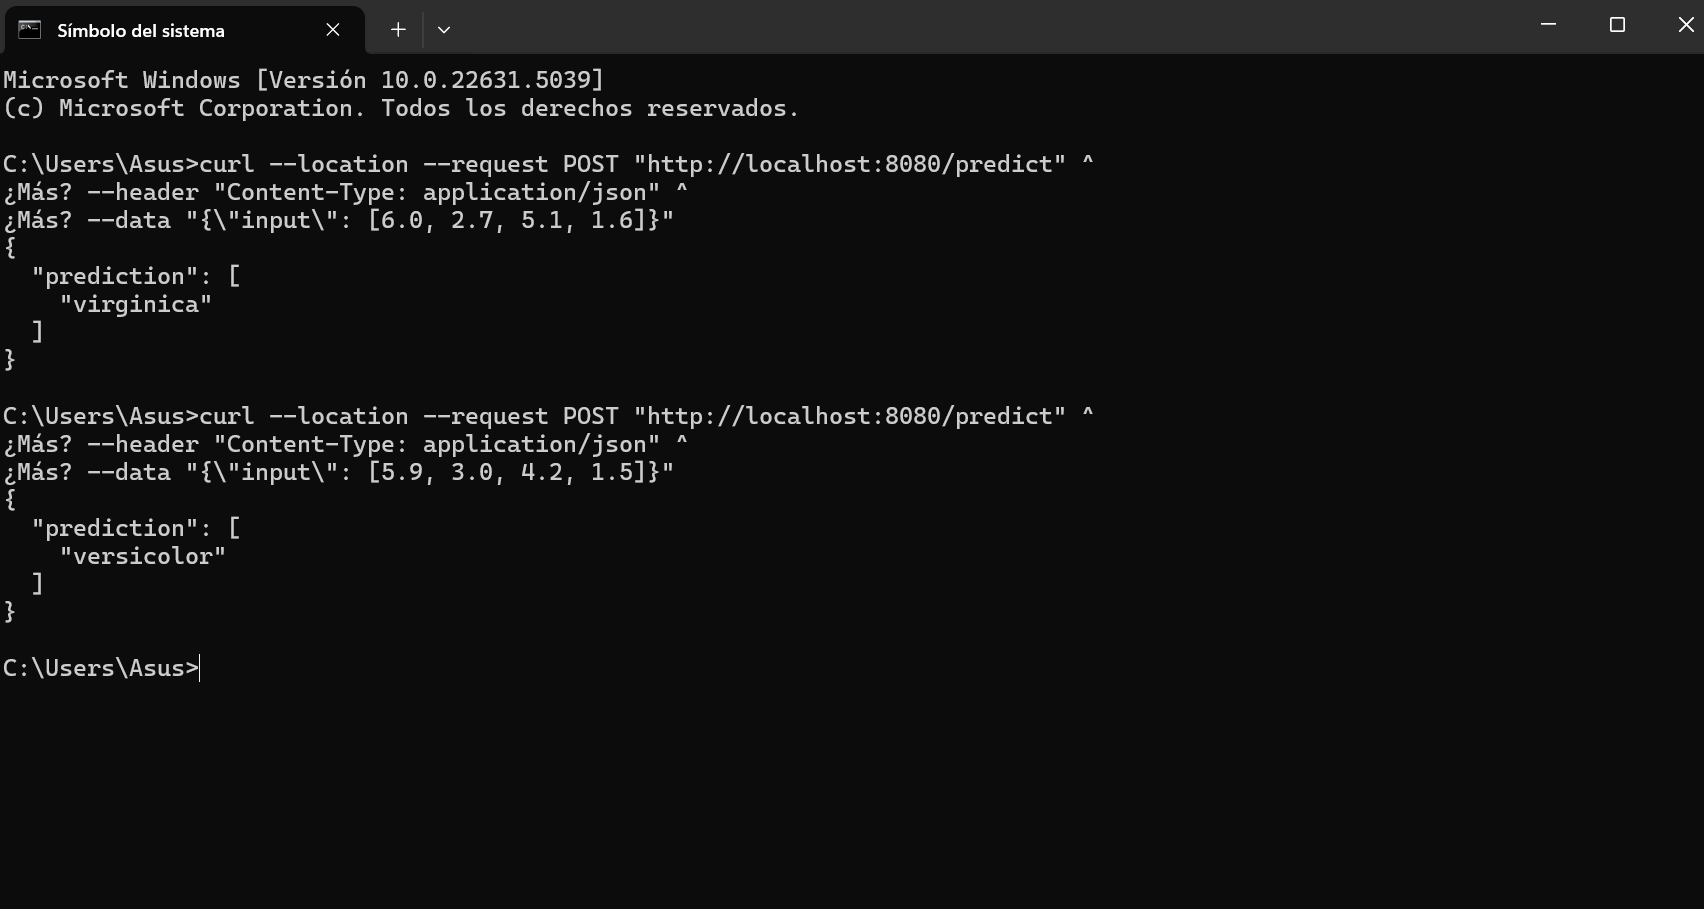 Símbolo del sistema
Microsoft Windows [Versión 10.0.22631.5039]
(c) Microsoft Corporation. Todos los derechos reservados.
C:\Users\Asus>curl --location --request POST "http://localhost:8080/predict" ^
¿Más? --header "Content-Type: application/json" ^
¿Más? --data "{\"input\": [6.0, 2.7, 5.1, 1.6]}"
{
  "prediction": [
    "virginica"
  ]
}
C:\Users\Asus>curl --location --request POST "http://localhost:8080/predict" ^
¿Más? --header "Content-Type: application/json" ^
¿Más? --data "{\"input\": [5.9, 3.0, 4.2, 1.5]}"
{
  "prediction": [
    "versicolor"
  ]
}
C:\Users\Asus>